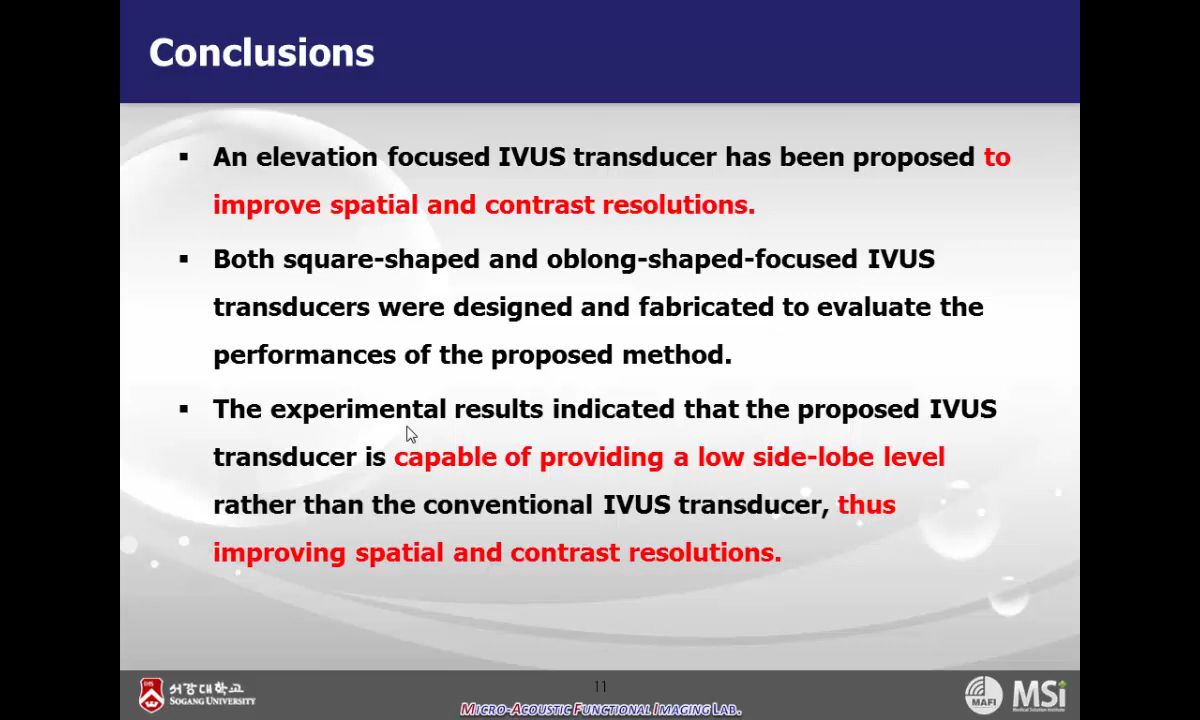 Conclusions
▪ An elevation focused IVUS transducer has been proposed to
improve spatial and contrast resolutions.
▪ Both square-shaped and oblong-shaped-focused IVUS
transducers were designed and fabricated to evaluate the
performances of the proposed method.
▪ The experimental results indicated that the proposed IVUS
transducer is capable of providing a low side-lobe level
rather than the conventional IVUS transducer, thus
improving spatial and contrast resolutions.
서강대학교
SOGANG UNIVERSITY
11
MICRO-ACOUSTIC FUNCTIONAL IMAGING LAB.
MAFI
MSi
Medical Solution Institute